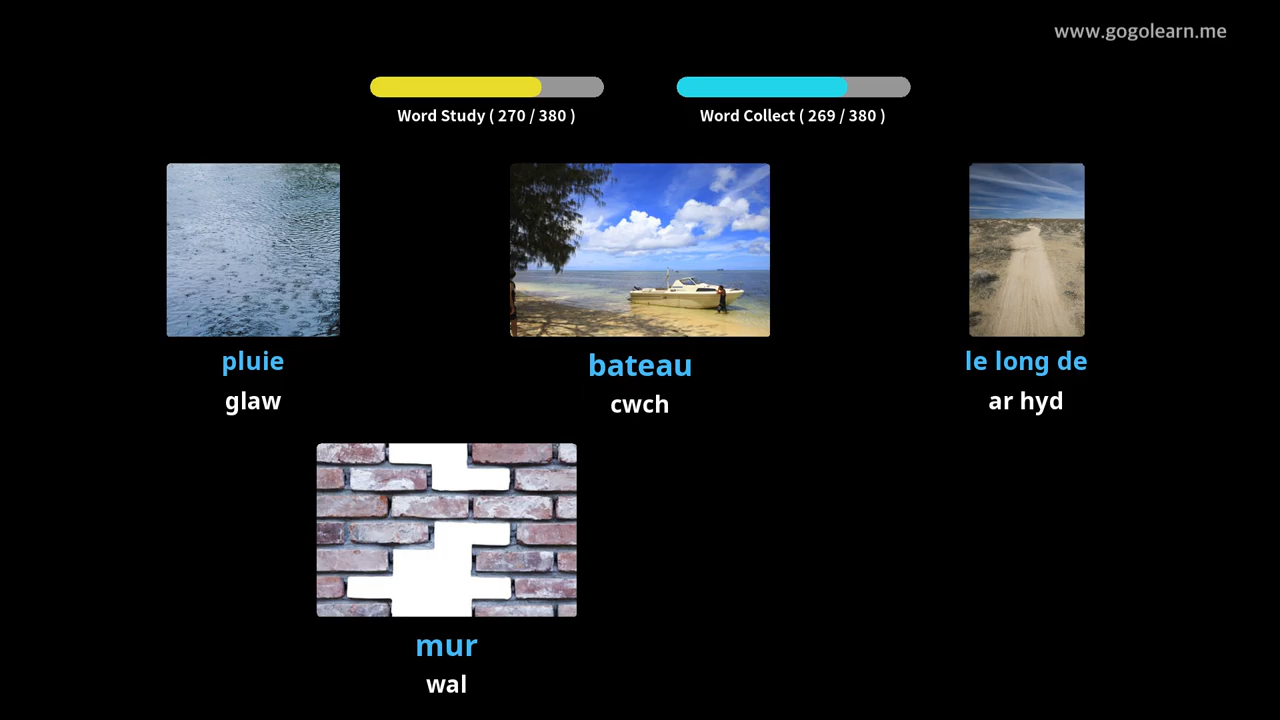 www.gogolearn.me
Word Study ( 270 / 380 )
Word Collect ( 269 / 380 )
pluie
glaw
bateau
cwch
le long de
ar hyd
mur
wal